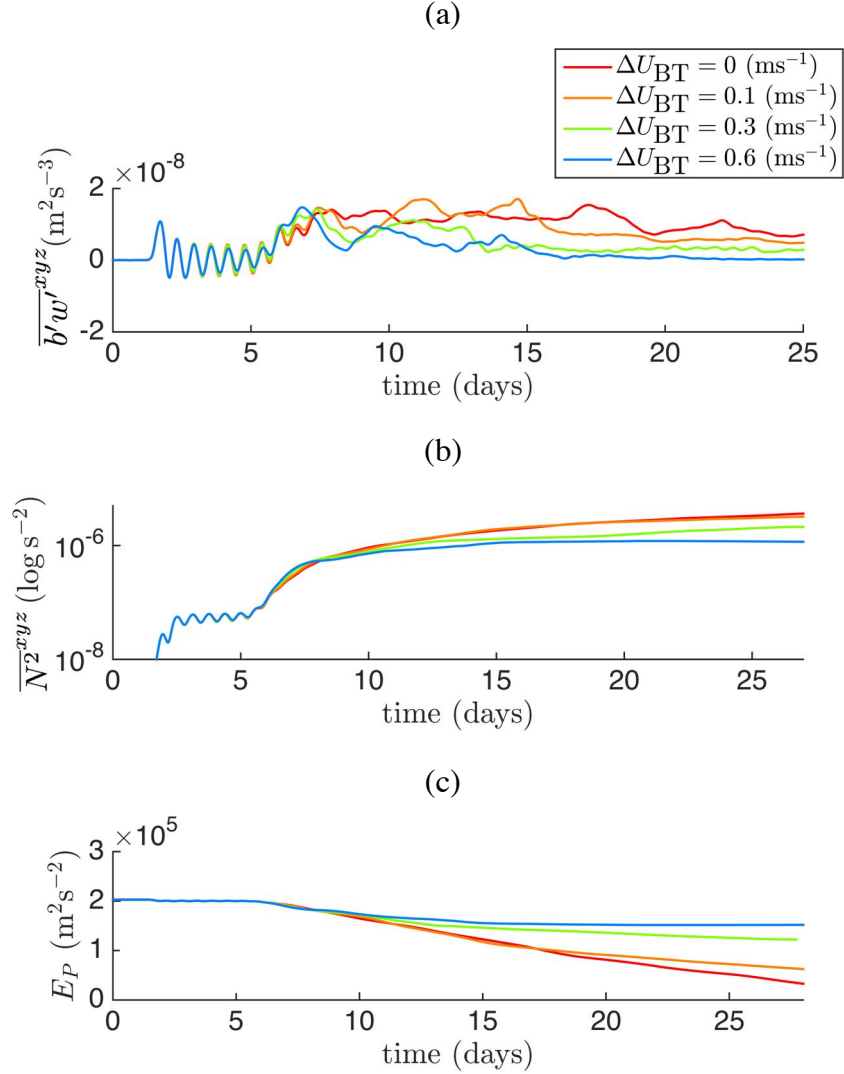 (a)
ΔU_BT = 0 (ms⁻¹)
ΔU_BT = 0.1 (ms⁻¹)
ΔU_BT = 0.3 (ms⁻¹)
ΔU_BT = 0.6 (ms⁻¹)
×10⁻⁸
2
0
-2
b′w′^xyz (m²s⁻³)
0 5 10 15 20 25
time (days)
(b)
10⁻⁶
10⁻⁸
N²^xyz (log s⁻²)
0 5 10 15 20 25
time (days)
(c)
×10⁵
3
2
1
0
E_P (m²s⁻²)
0 5 10 15 20 25
time (days)